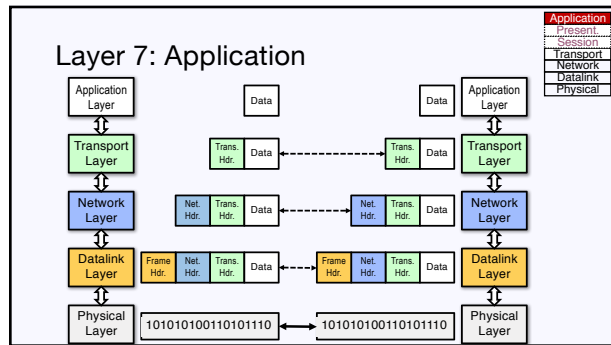 Layer 7: Application
Application
Present.
Session
Transport
Network
Datalink
Physical
Application
Layer
Data
Data
Application
Layer
Transport
Layer
Trans.
Hdr.
Data
Trans.
Hdr.
Data
Transport
Layer
Network
Layer
Net.
Hdr.
Trans.
Hdr.
Data
Net.
Hdr.
Trans.
Hdr.
Data
Network
Layer
Datalink
Layer
Frame
Hdr.
Net.
Hdr.
Trans.
Hdr.
Data
Frame
Hdr.
Net.
Hdr.
Trans.
Hdr.
Data
Datalink
Layer
Physical
Layer
101010100110101110
101010100110101110
Physical
Layer